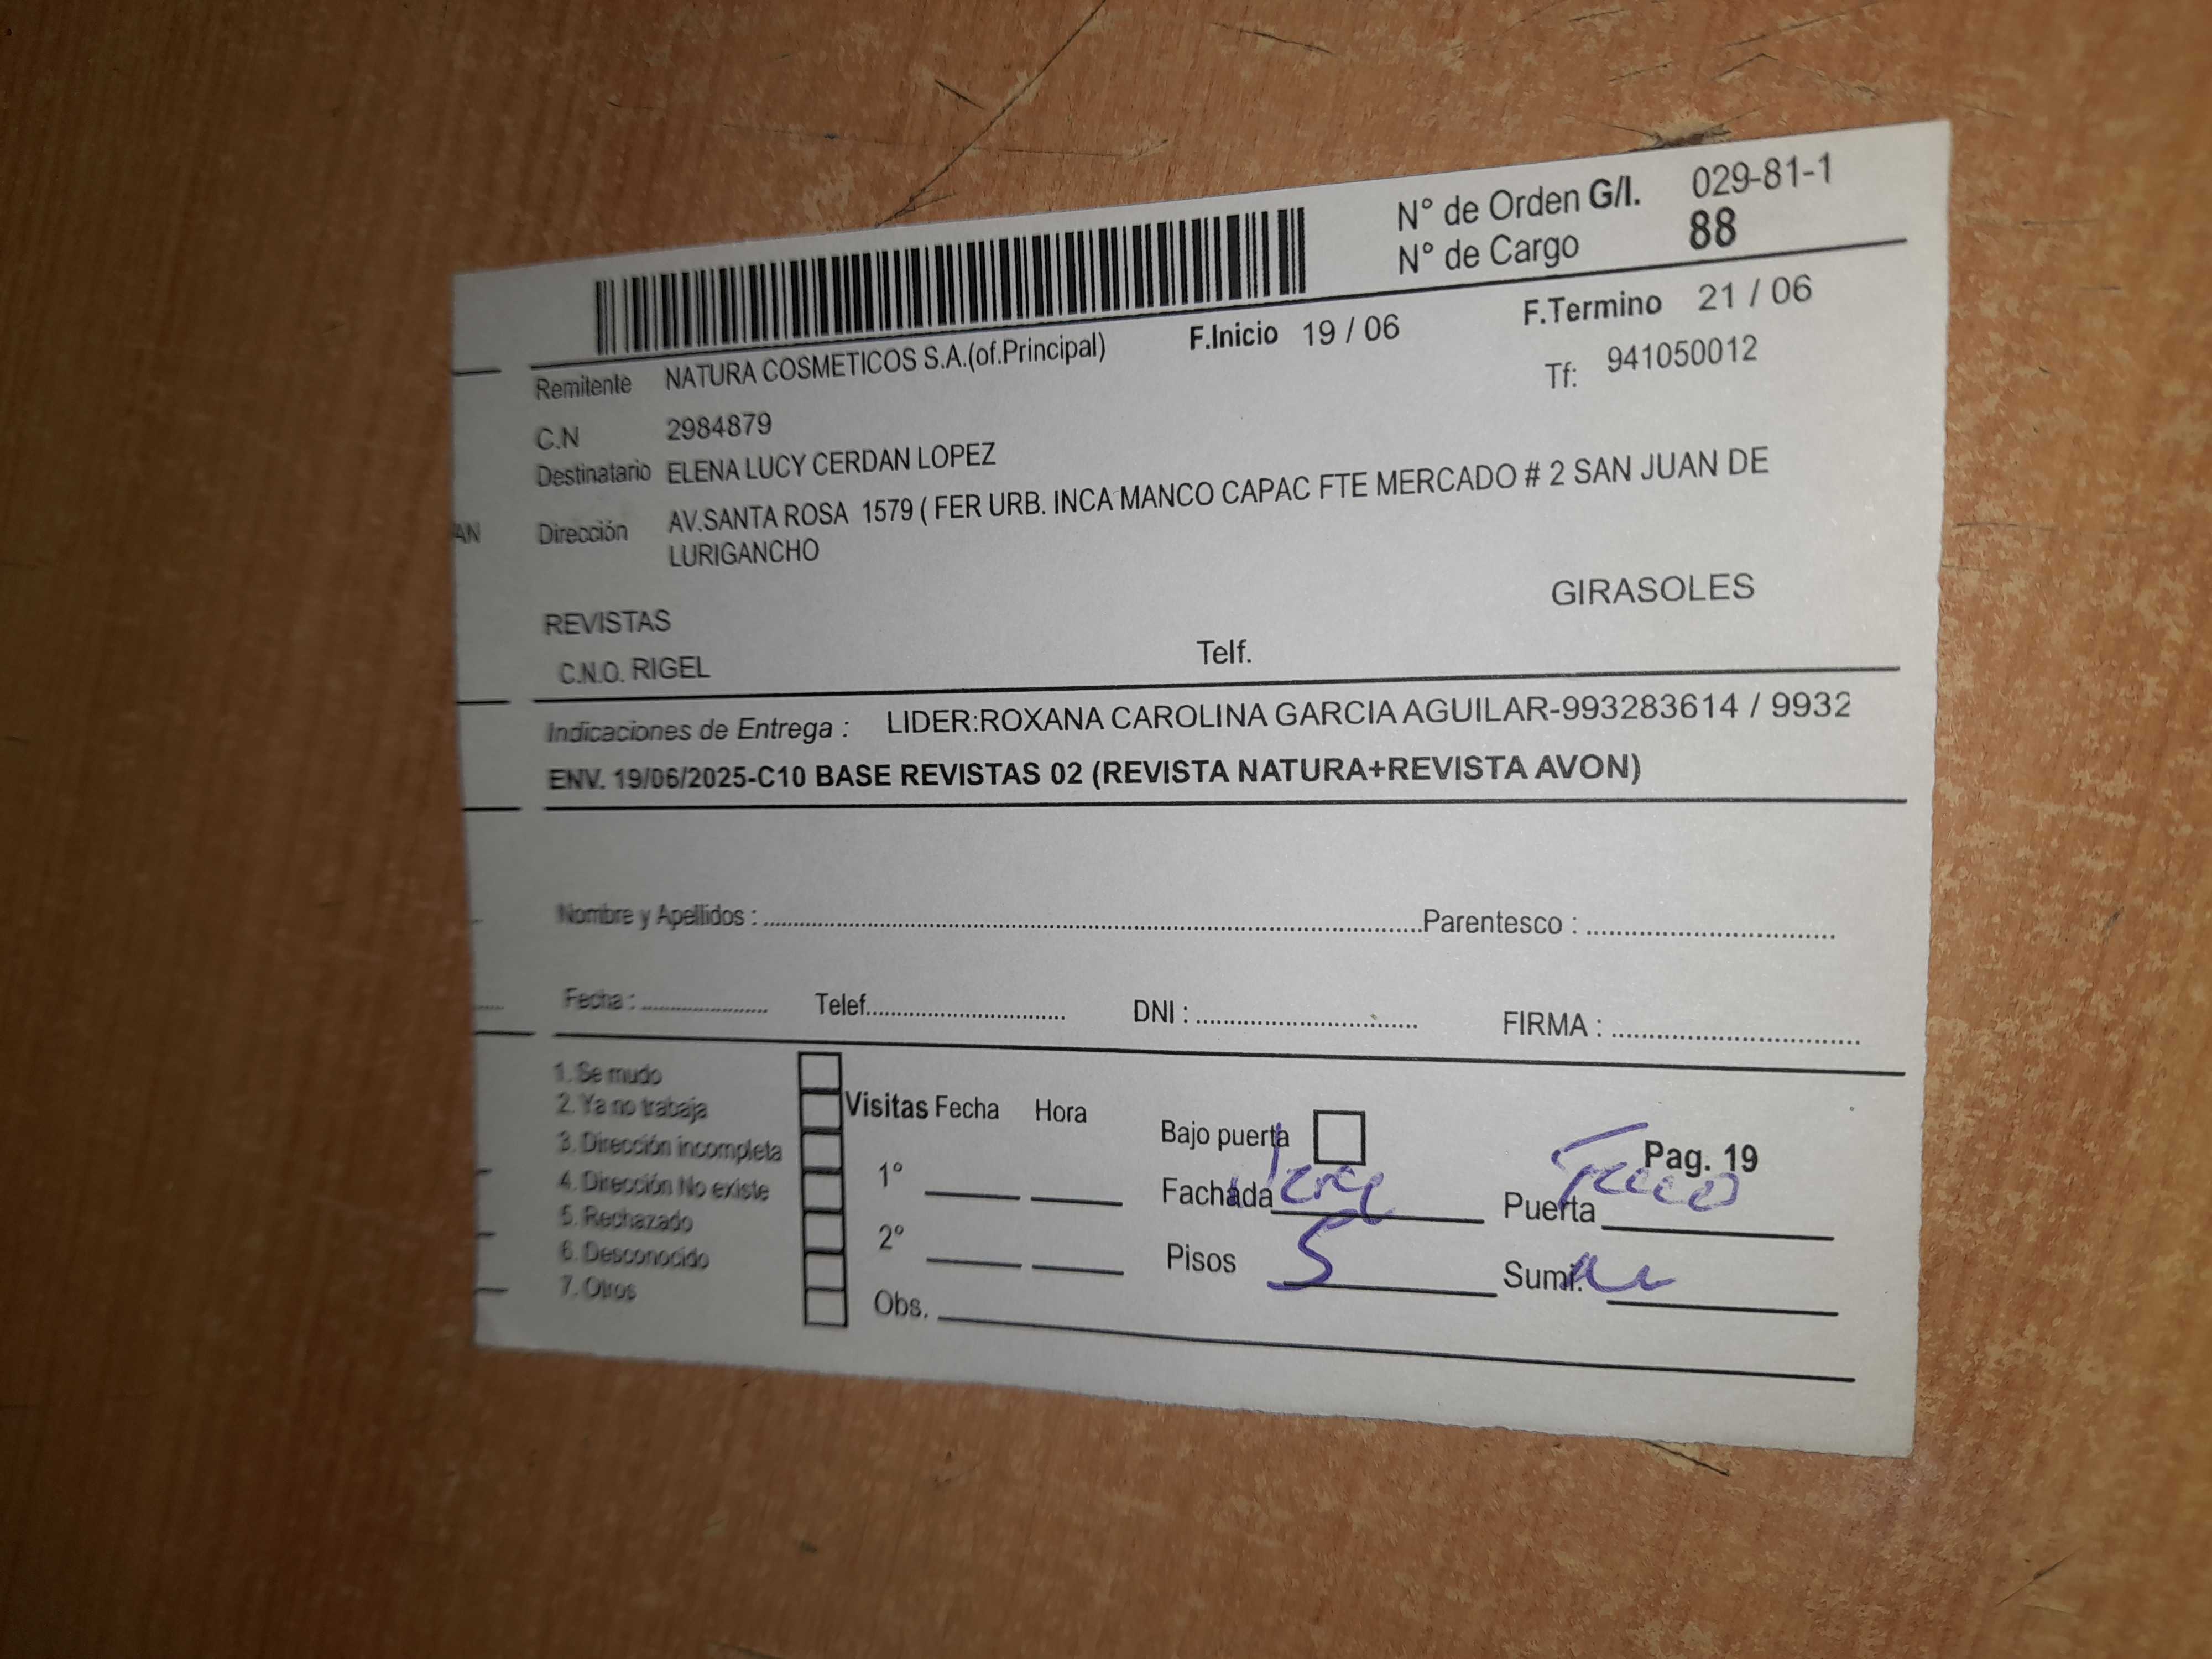 N° de Orden G/I. 029-81-1
N° de Cargo 88
F.Inicio 19 / 06 F.Termino 21 / 06
Remitente NATURA COSMETICOS S.A.(of.Principal) Tf: 941050012
C.N 2984879
Destinatario ELENA LUCY CERDAN LOPEZ
AN Dirección AV.SANTA ROSA 1579 ( FER URB. INCA MANCO CAPAC FTE MERCADO # 2 SAN JUAN DE
LURIGANCHO
GIRASOLES
REVISTAS
C.N.O. RIGEL Telf.
Indicaciones de Entrega : LIDER:ROXANA CAROLINA GARCIA AGUILAR-993283614 / 9932
ENV. 19/06/2025-C10 BASE REVISTAS 02 (REVISTA NATURA+REVISTA AVON)
Nombre y Apellidos : Parentesco :
Fecha : Telef. DNI : FIRMA :
1. Se mudo
2. Ya no trabaja
3. Dirección incompleta
4. Dirección No existe
5. Rechazado
6. Desconocido
7. Otros
Visitas Fecha Hora
1°
2°
Obs.
Bajo puerta
Pag. 19
Fachada
Puerta
Pisos 5
Sumi.